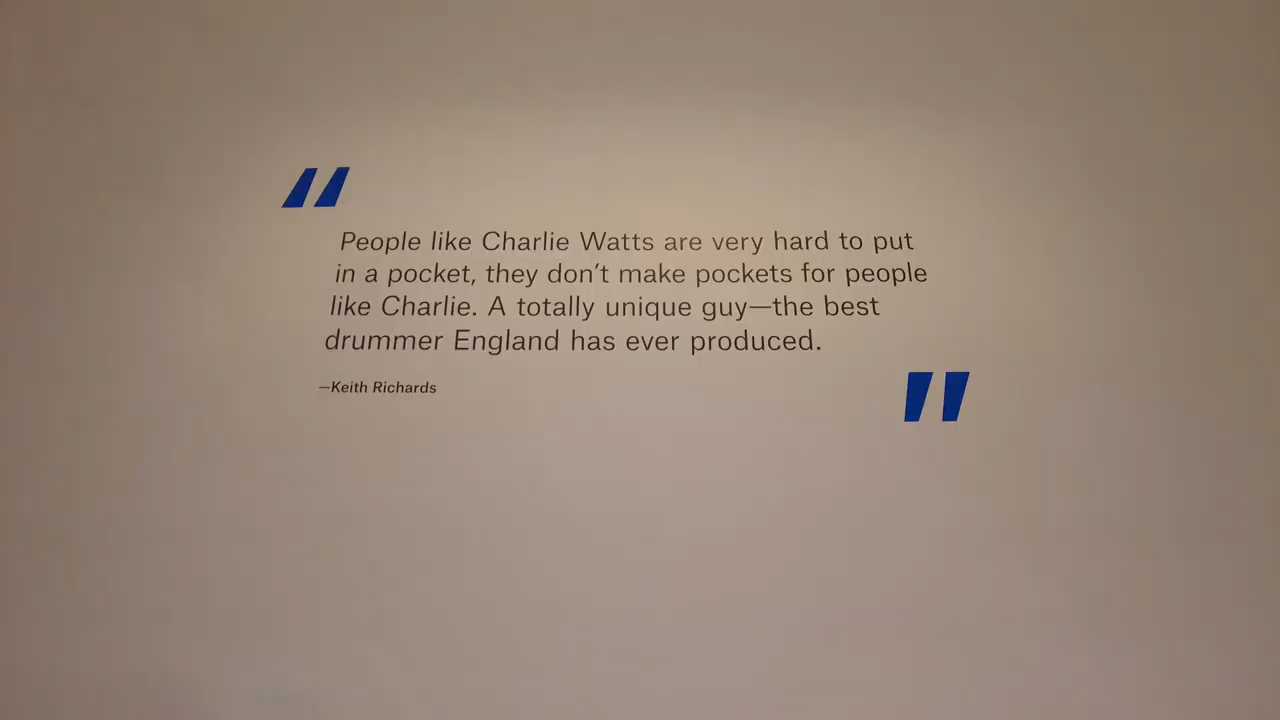 “
People like Charlie Watts are very hard to put
in a pocket, they don’t make pockets for people
like Charlie. A totally unique guy—the best
drummer England has ever produced.
—Keith Richards
"